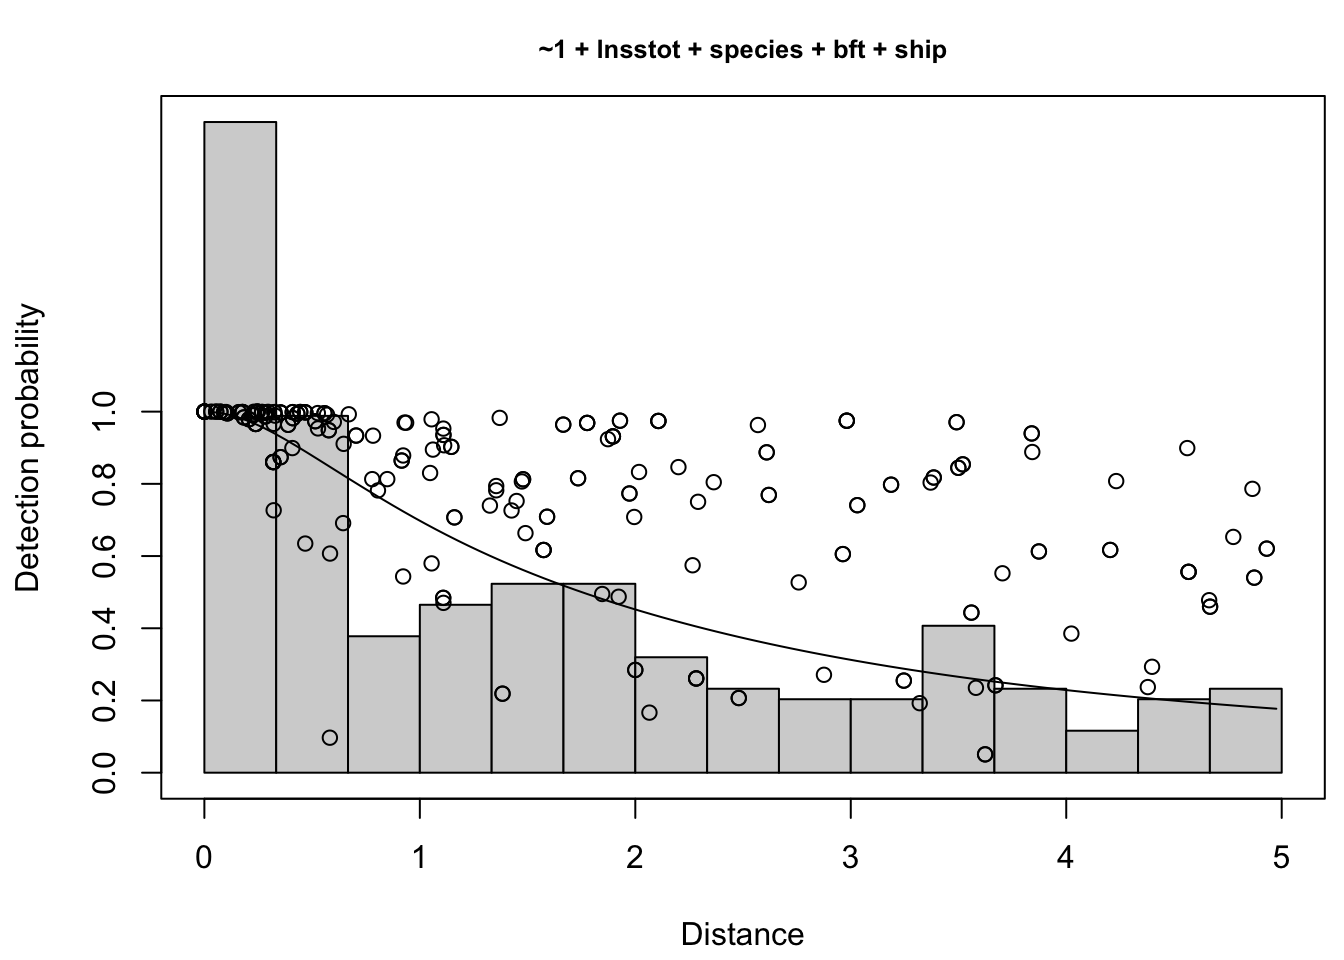 ~1 + lnsstot + species + bft + ship
Detection probability
1.0
0.8
0.6
0.4
0.2
0.0
0 1 2 3 4 5
Distance